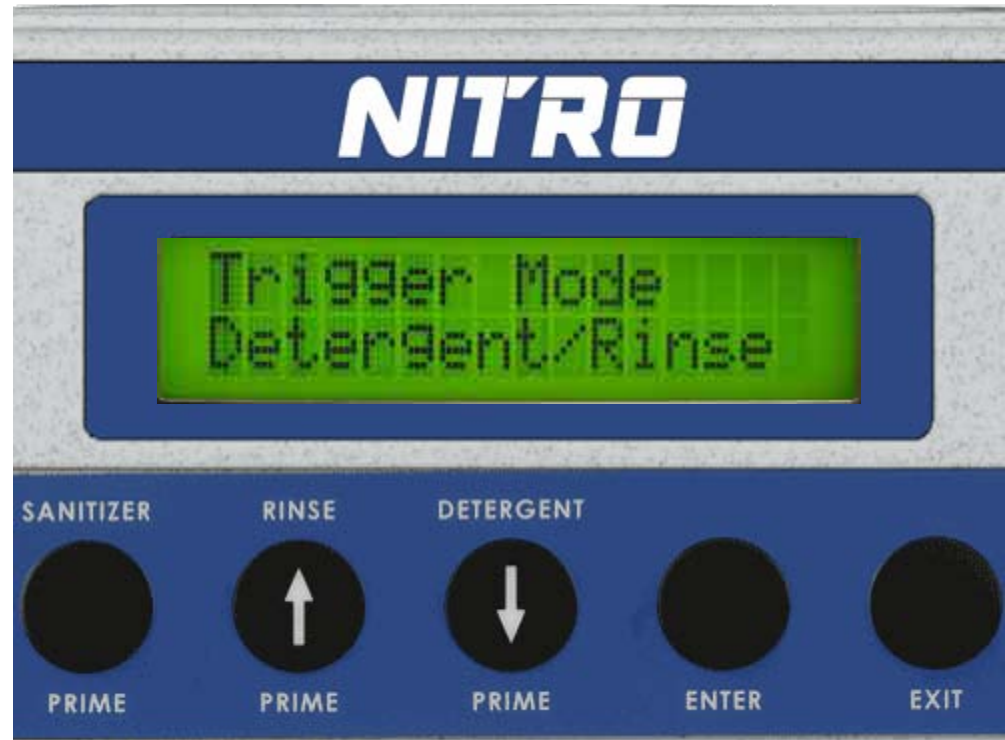 NITRO
Trigger Mode
Detergent/Rinse
SANITIZER RINSE DETERGENT
PRIME PRIME PRIME ENTER EXIT